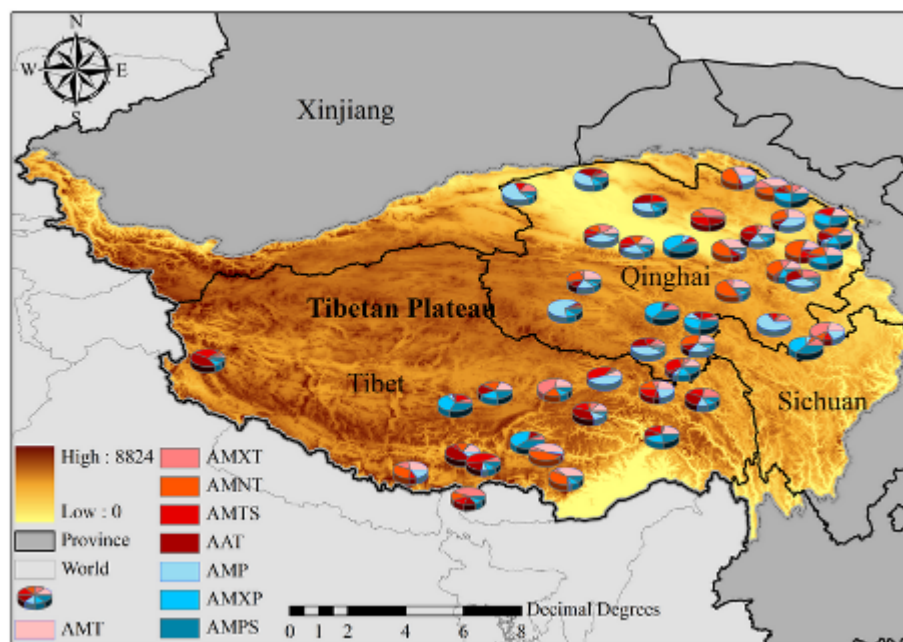 N
W E
S
Xinjiang
Qinghai
Tibetan Plateau
Tibet
Sichuan
High : 8824
Low : 0
Province
World
AMT
AMXT
AMNT
AMTS
AAT
AMP
AMXP
AMPS
Decimal Degrees
0 1 2 4 6 8